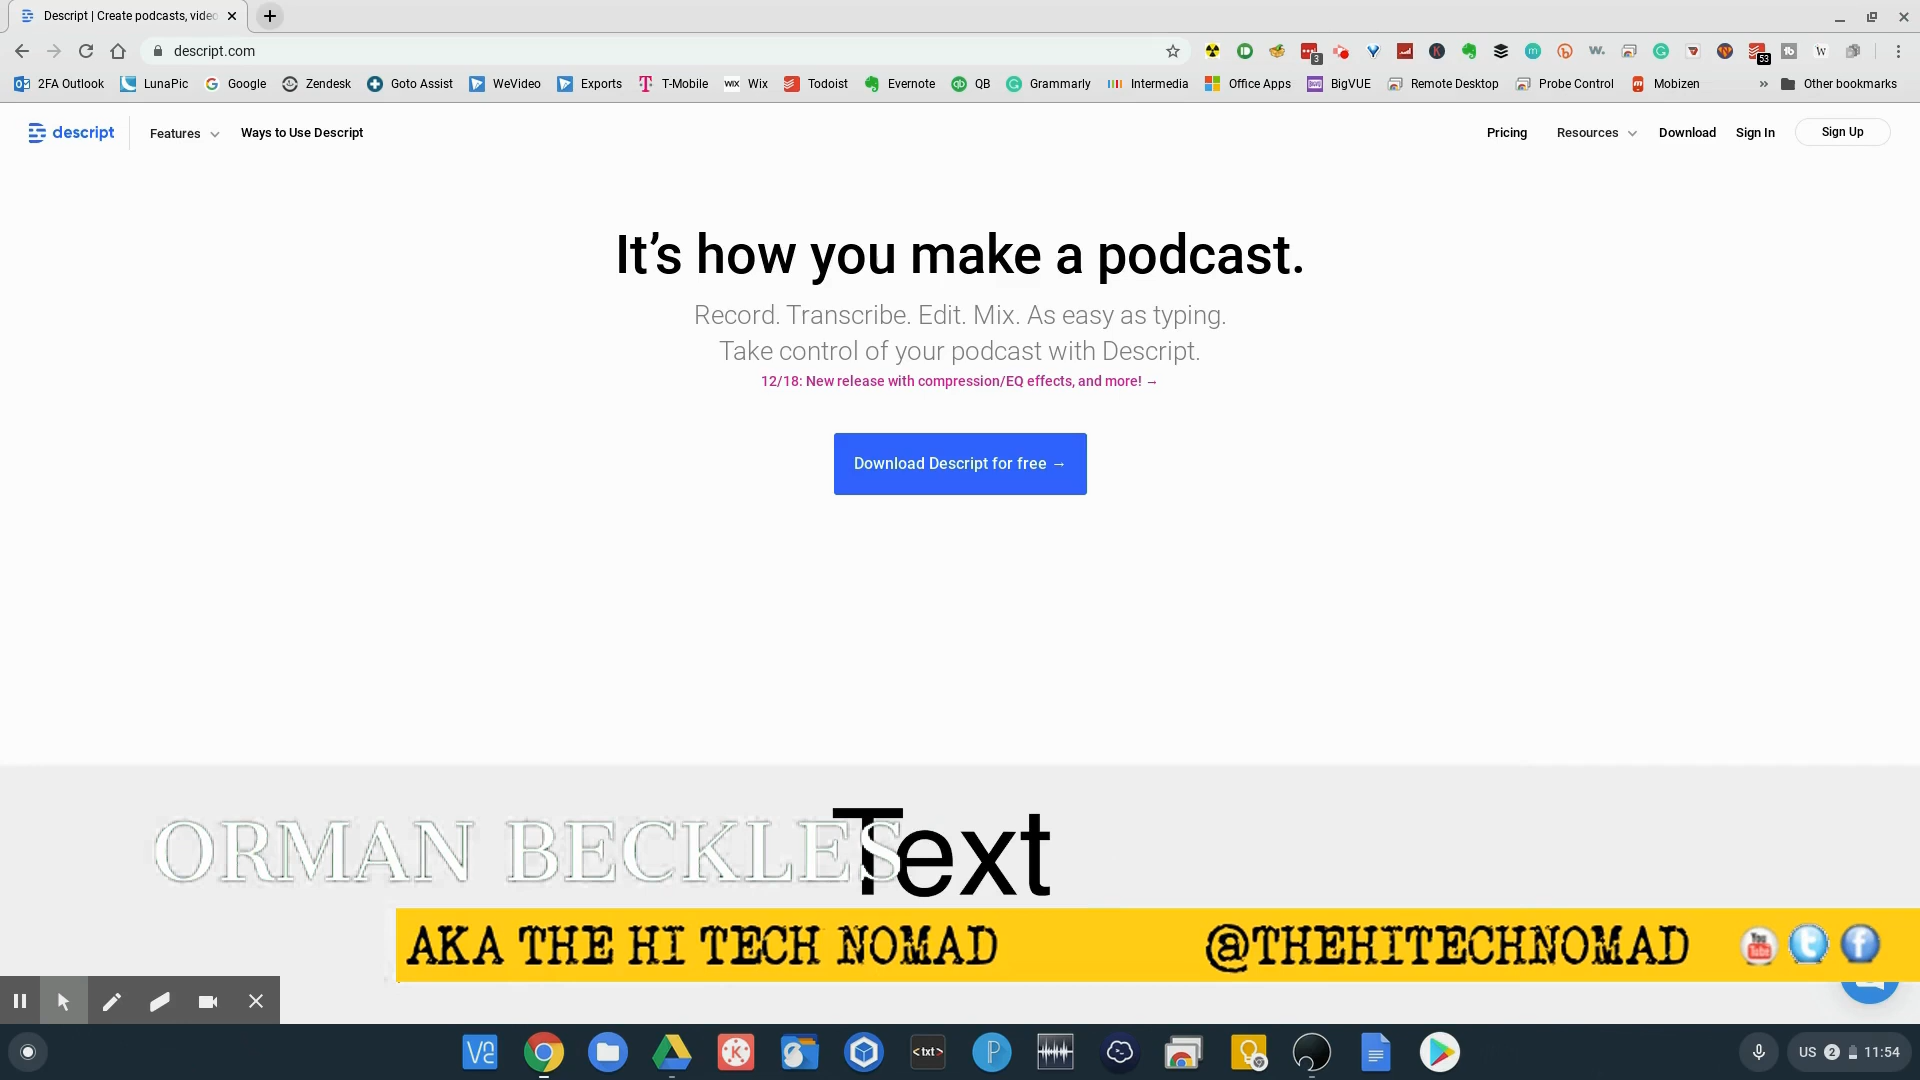 Descript | Create podcasts, video
descript.com
3
53
2FA Outlook LunaPic Google Zendesk Goto Assist WeVideo Exports T-Mobile Wix Todoist Evernote QB Grammarly Intermedia Office Apps BigVUE Remote Desktop Probe Control Mobizen » Other bookmarks
descript Features Ways to Use Descript Pricing Resources Download Sign In Sign Up
It’s how you make a podcast.
Record. Transcribe. Edit. Mix. As easy as typing.
Take control of your podcast with Descript.
12/18: New release with compression/EQ effects, and more! →
Download Descript for free →
ORMAN BECKLES
Text
AKA THE HI TECH NOMAD @THEHITECHNOMAD
<txt>
US 2 11:54